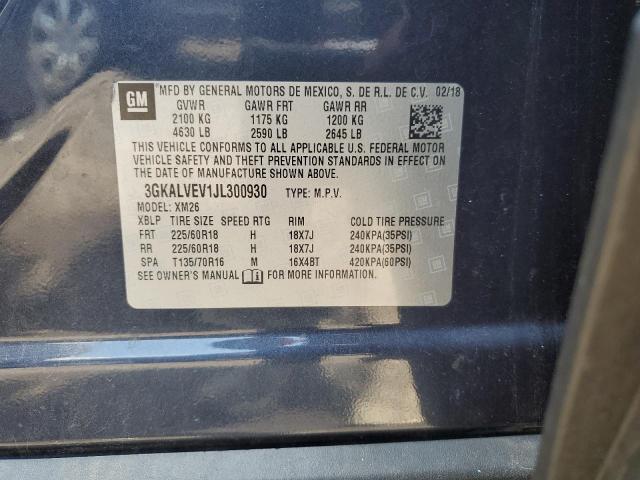 GM
MFD BY GENERAL MOTORS DE MEXICO, S. DE R.L. DE C.V. 02/18
GVWR GAWR FRT GAWR RR
2100 KG 1175 KG 1200 KG
4630 LB 2590 LB 2645 LB
THIS VEHICLE CONFORMS TO ALL APPLICABLE U.S. FEDERAL MOTOR
VEHICLE SAFETY AND THEFT PREVENTION STANDARDS IN EFFECT ON
THE DATE OF MANUFACTURE SHOWN ABOVE.
3GKALVEV1JL300930 TYPE: M.P.V.
MODEL: XM26
XBLP TIRE SIZE SPEED RTG RIM COLD TIRE PRESSURE
FRT 225/60R18 H 18X7J 240KPA(35PSI)
RR 225/60R18 H 18X7J 240KPA(35PSI)
SPA T135/70R16 M 16X4BT 420KPA(60PSI)
SEE OWNER'S MANUAL FOR MORE INFORMATION.